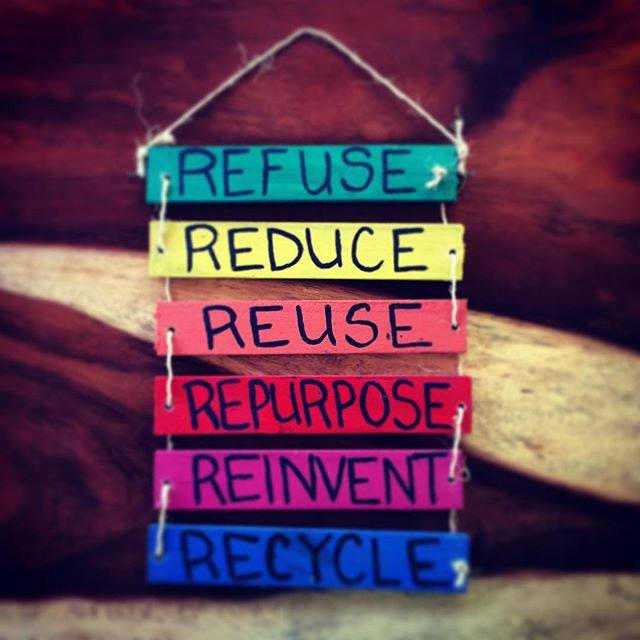 REFUSE
REDUCE
REUSE
REPURPOSE
REINVENT
RECYCLE